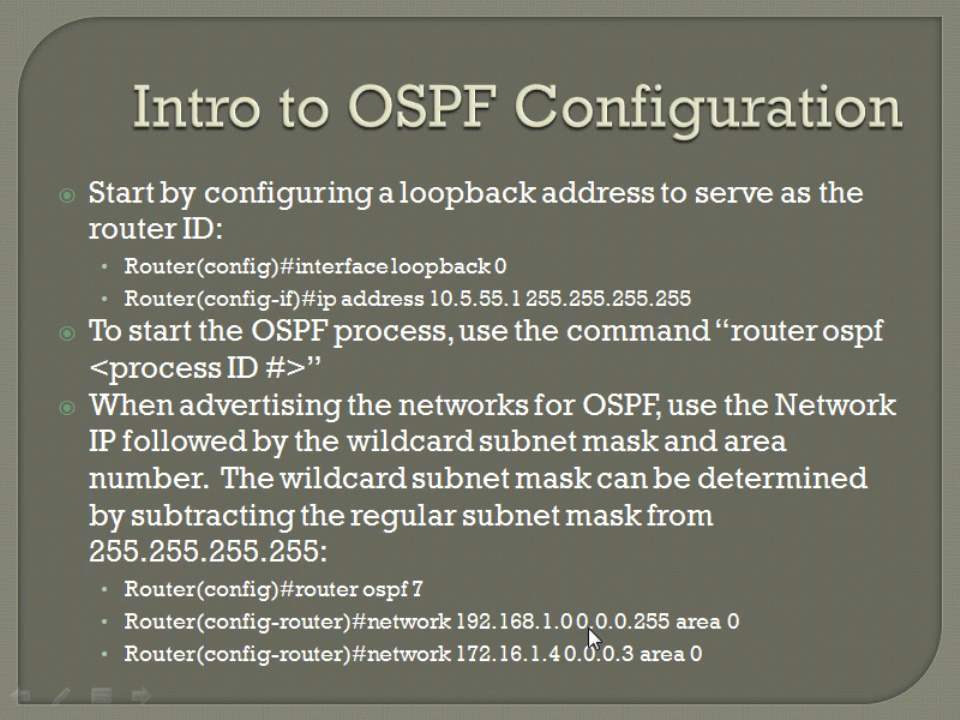 Intro to OSPF Configuration
Start by configuring a loopback address to serve as the
router ID:
Router(config)#interface loopback 0
Router(config-if)#ip address 10.5.55.1 255.255.255.255
To start the OSPF process, use the command “router ospf
<process ID #>”
When advertising the networks for OSPF, use the Network
IP followed by the wildcard subnet mask and area
number.  The wildcard subnet mask can be determined
by subtracting the regular subnet mask from
255.255.255.255:
Router(config)#router ospf 7
Router(config-router)#network 192.168.1.0 0.0.0.255 area 0
Router(config-router)#network 172.16.1.4 0.0.0.3 area 0